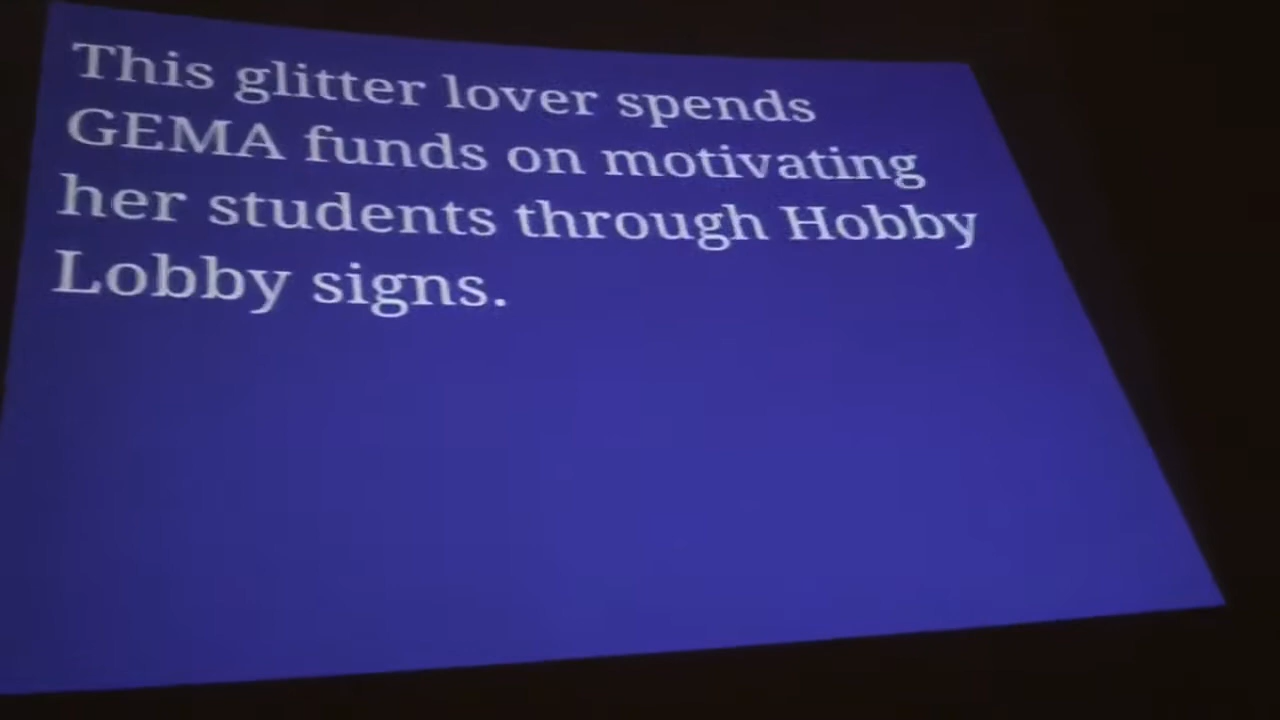 This glitter lover spends
GEMA funds on motivating
her students through Hobby
Lobby signs.